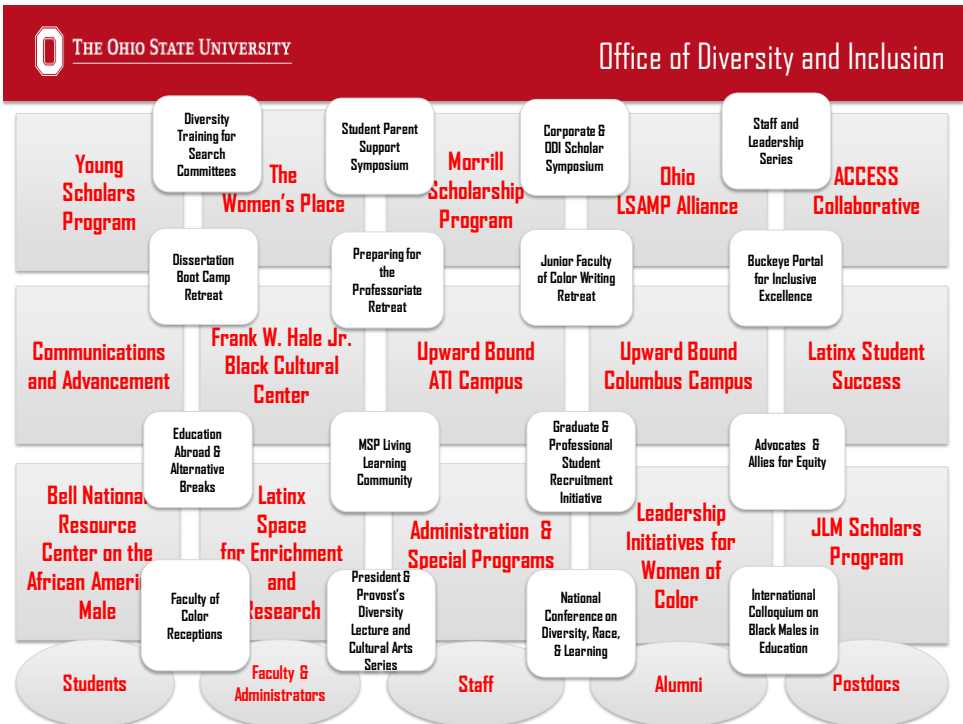 THE OHIO STATE UNIVERSITY
Office of Diversity and Inclusion
Diversity
Training for
Search
Committees
Student Parent
Support
Symposium
Corporate &
ODI Scholar
Symposium
Staff and
Leadership
Series
Young
Scholars
Program
The
Women's Place
Morrill
Scholarship
Program
Ohio
LSAMP Alliance
ACCESS
Collaborative
Dissertation
Boot Camp
Retreat
Preparing for
the
Professoriate
Retreat
Junior Faculty
of Color Writing
Retreat
Buckeye Portal
for Inclusive
Excellence
Communications
and Advancement
Frank W. Hale Jr.
Black Cultural
Center
Upward Bound
ATI Campus
Upward Bound
Columbus Campus
Latinx Student
Success
Education
Abroad &
Alternative
Breaks
MSP Living
Learning
Community
Graduate &
Professional
Student
Recruitment
Initiative
Advocates &
Allies for Equity
Bell National
Resource
Center on the
African American
Male
Latinx
Space
for Enrichment
and
Research
Administration &
Special Programs
Leadership
Initiatives for
Women of
Color
JLM Scholars
Program
Faculty of
Color
Receptions
President &
Provost's
Diversity
Lecture and
Cultural Arts
Series
National
Conference on
Diversity, Race,
& Learning
International
Colloquium on
Black Males in
Education
Students
Faculty &
Administrators
Staff
Alumni
Postdocs